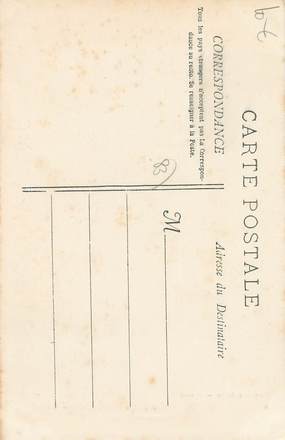 CARTE POSTALE
CORRESPONDANCE
Tous les pays étrangers n'acceptent pas La Correspon-
dance au recto. Se renseigner à la Poste.
Adresse du Destinataire
M
83